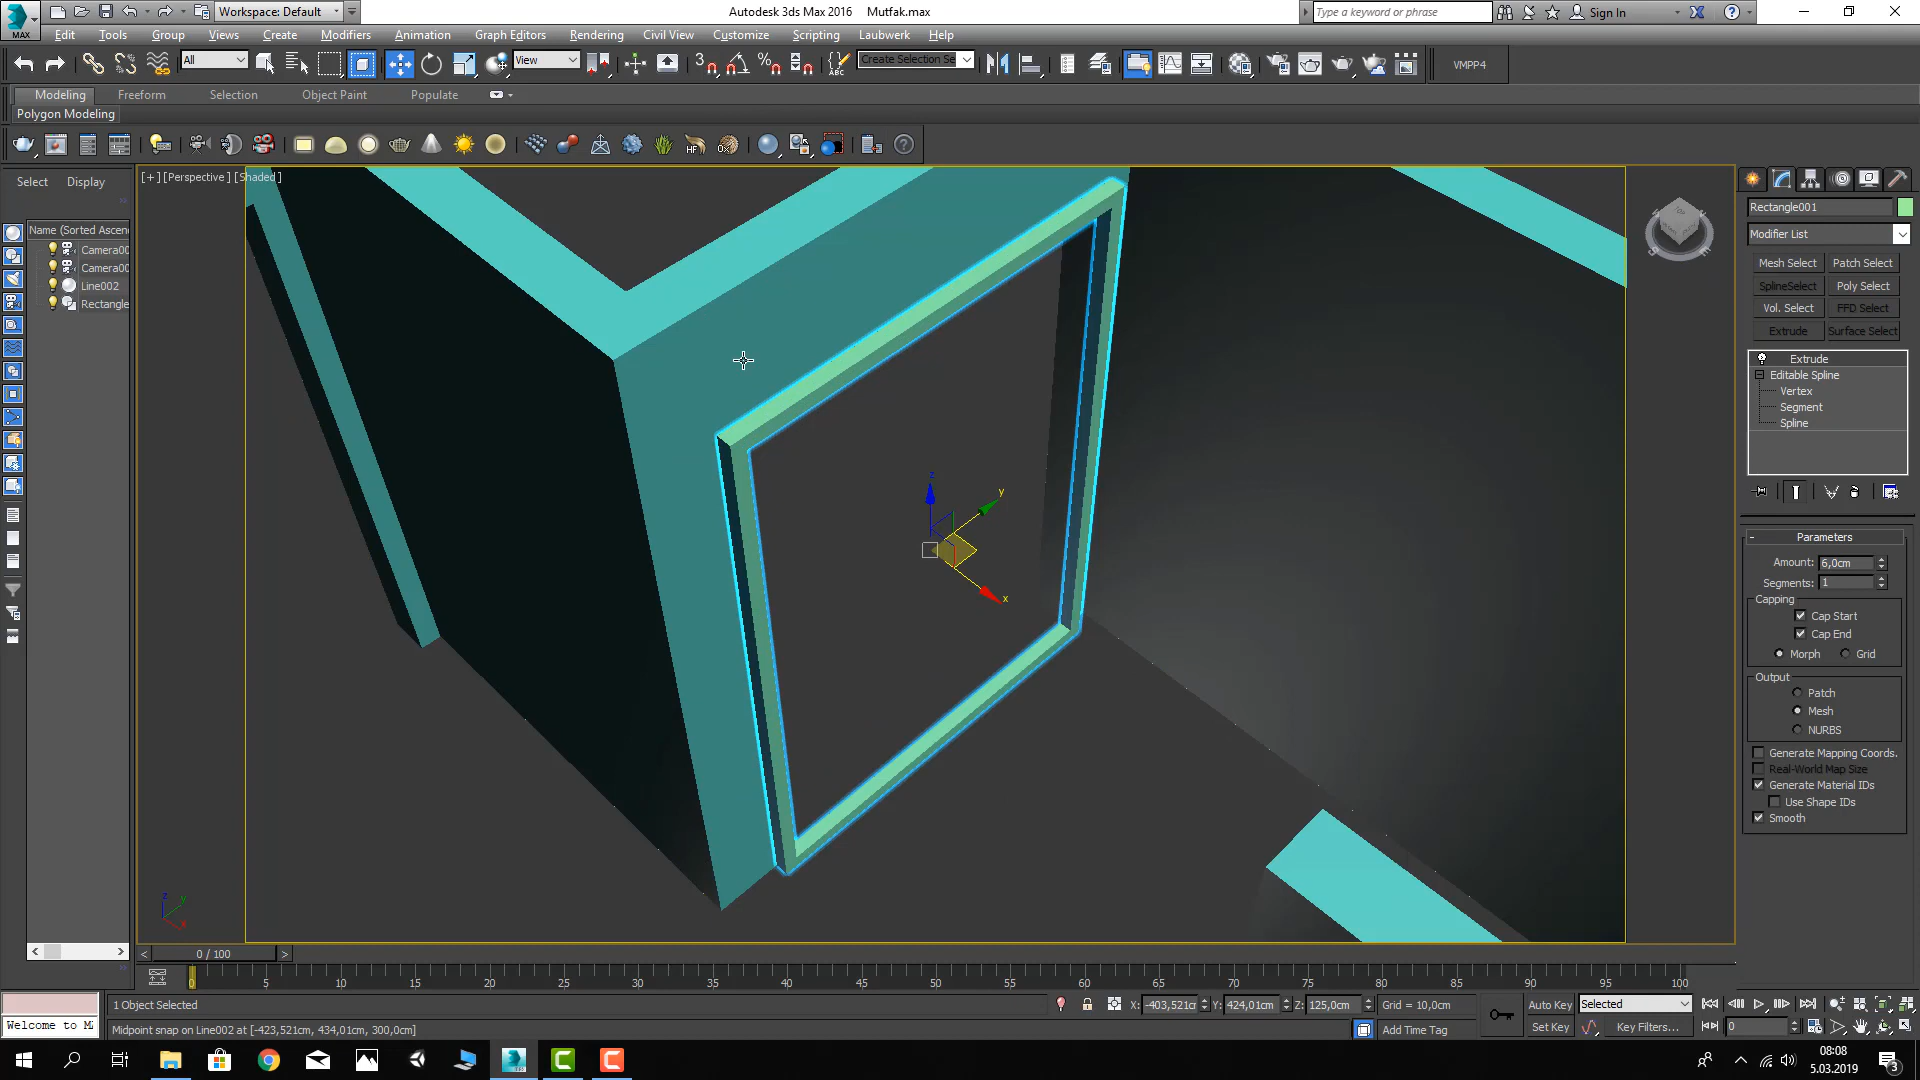 MAX
Workspace: Default
Autodesk 3ds Max 2016 Mutfak.max
Type a keyword or phrase
Sign In
Edit Tools Group Views Create Modifiers Animation Graph Editors Rendering Civil View Customize Scripting Laubwerk Help
All
View
3
ABC
Create Selection Se
VMPP4
Modeling Freeform Selection Object Paint Populate
Polygon Modeling
HF
Select Display
[+][Perspective][Shaded]
Name (Sorted Ascen
Camera00
Camera00
Line002
Rectangle
z
y
x
z
y
x
Rectangle001
Modifier List
Mesh Select Patch Select
SplineSelect Poly Select
Vol. Select FFD Select
Extrude Surface Select
Extrude
Editable Spline
Vertex
Segment
Spline
- Parameters
Amount: 6,0cm
Segments: 1
Capping
Cap Start
Cap End
Morph Grid
Output
Patch
Mesh
NURBS
Generate Mapping Coords.
Real-World Map Size
Generate Material IDs
Use Shape IDs
Smooth
< 0 / 100 >
0 5 10 15 20 25 30 35 40 45 50 55 60 65 70 75 80 85 90 95 100
1 Object Selected
X: -403,521cr Y: 424,01cm Z: 125,0cm Grid = 10,0cm
Auto Key Selected
Welcome to M
Midpoint snap on Line002 at [-423,521cm, 434,01cm, 300,0cm]
Add Time Tag
Set Key Key Filters... 0
08:08
5.03.2019
3